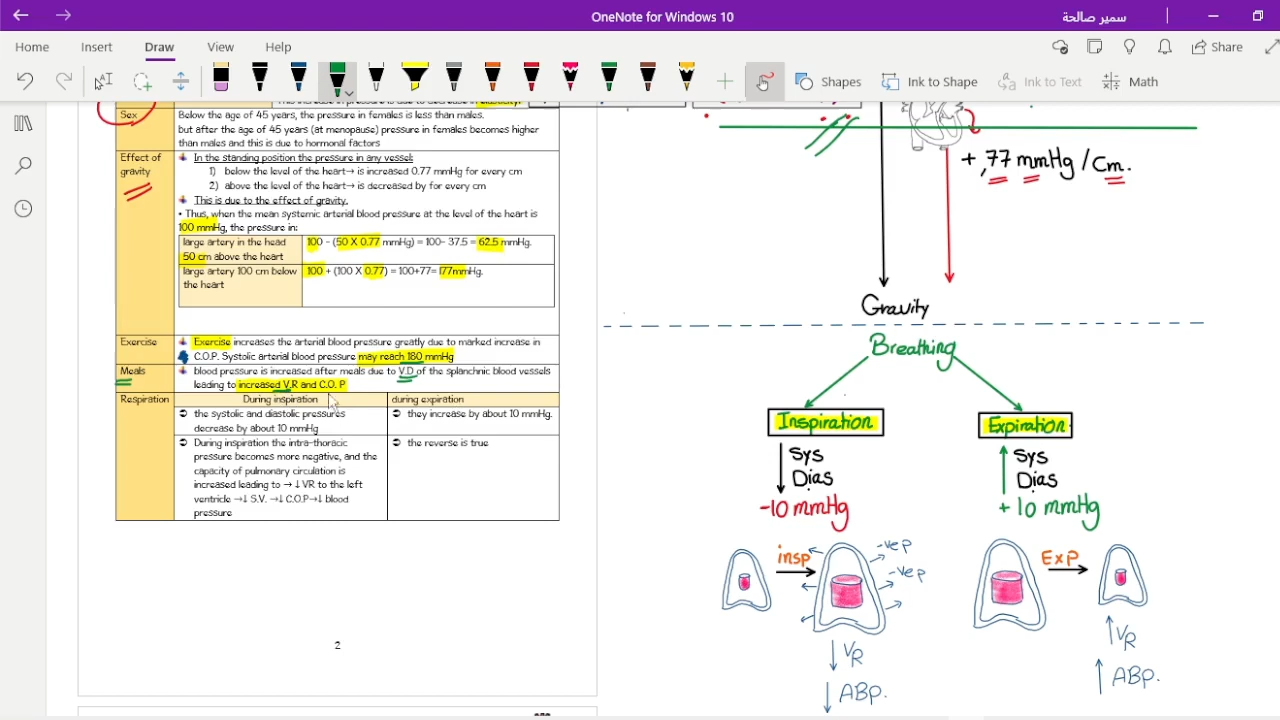 OneNote for Windows 10
سمير صالحة
Home Insert Draw View Help
Share
Shapes
Ink to Shape
Ink to Text
Math
This increase in pressure is due to decrease in elasticity.
Sex
Below the age of 45 years, the pressure in females is less than males.
but after the age of 45 years (at menopause) pressure in females becomes higher
than males and this is due to hormonal factors
Effect of
gravity
In the standing position the pressure in any vessel:
1) below the level of the heart→ is increased 0.77 mmHg for every cm
2) above the level of the heart→ is decreased by for every cm
This is due to the effect of gravity.
• Thus, when the mean systemic arterial blood pressure at the level of the heart is
100 mmHg, the pressure in:
large artery in the head
50 cm above the heart
100 - (50 X 0.77 mmHg) = 100- 37.5 = 62.5 mmHg.
large artery 100 cm below
the heart
100 + (100 X 0.77) = 100+77= 177mmHg.
Exercise
Exercise increases the arterial blood pressure greatly due to marked increase in
C.O.P. Systolic arterial blood pressure may reach 180 mmHg
Meals
blood pressure is increased after meals due to V.D of the splanchnic blood vessels
leading to increased V.R and C.O. P
Respiration
During inspiration
during expiration
the systolic and diastolic pressures
decrease by about 10 mmHg
they increase by about 10 mmHg.
During inspiration the intra-thoracic
pressure becomes more negative, and the
capacity of pulmonary circulation is
increased leading to → ↓ VR to the left
ventricle →↓ S.V. →↓ C.O.P→↓ blood
pressure
the reverse is true
2
+,77 mmHg/cm.
Gravity
Breathing
Inspiration
Sys
Dias
-10 mmHg
Expiration
Sys
Dias
+ 10 mmHg
insp
-ve p
-ve p
↓ VR
↓ ABp.
Exp
↑ VR
↑ ABp.